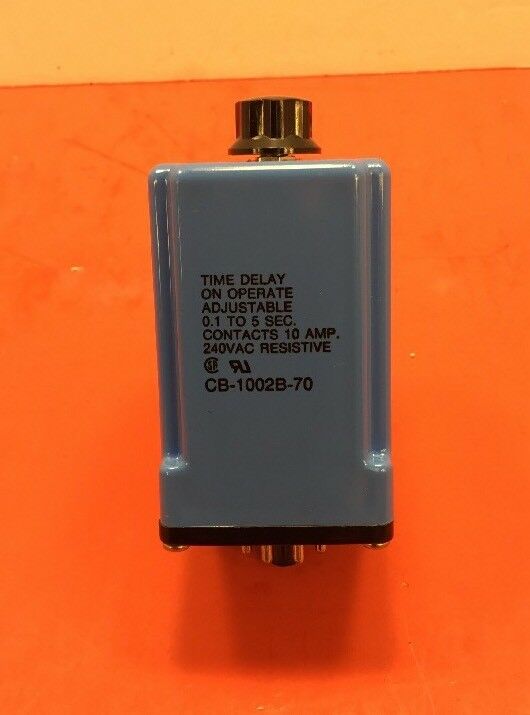 TIME DELAY
ON OPERATE
ADJUSTABLE
0.1 TO 5 SEC.
CONTACTS 10 AMP.
240VAC RESISTIVE
CB-1002B-70